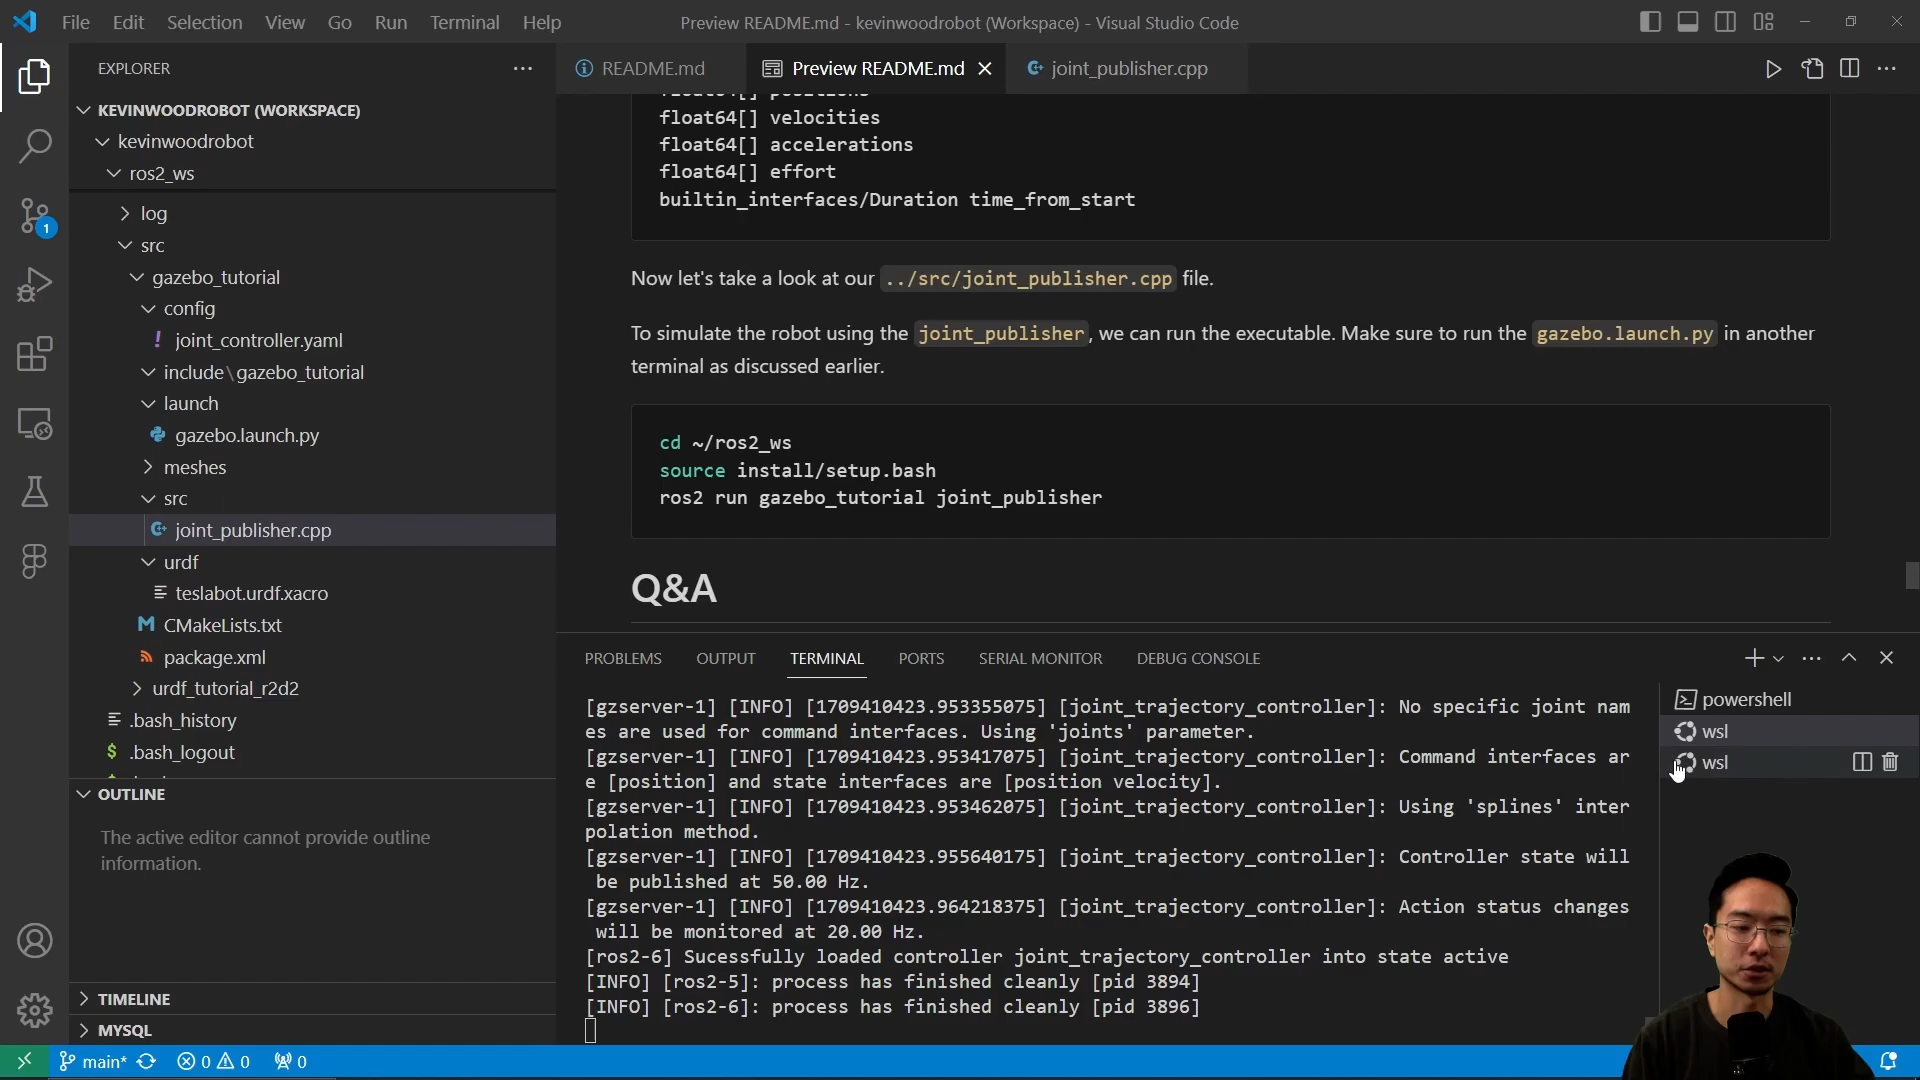 File Edit Selection View Go Run Terminal Help
Preview README.md - kevinwoodrobot (Workspace) - Visual Studio Code
EXPLORER
KEVINWOODROBOT (WORKSPACE)
kevinwoodrobot
ros2_ws
log
src
gazebo_tutorial
config
! joint_controller.yaml
include\gazebo_tutorial
launch
gazebo.launch.py
meshes
src
joint_publisher.cpp
urdf
teslabot.urdf.xacro
CMakeLists.txt
package.xml
urdf_tutorial_r2d2
.bash_history
$ .bash_logout
OUTLINE
The active editor cannot provide outline
information.
TIMELINE
MYSQL
README.md
Preview README.md
joint_publisher.cpp
float64[] positions
float64[] velocities
float64[] accelerations
float64[] effort
builtin_interfaces/Duration time_from_start
Now let's take a look at our ../src/joint_publisher.cpp file.
To simulate the robot using the joint_publisher, we can run the executable. Make sure to run the gazebo.launch.py in another
terminal as discussed earlier.
cd ~/ros2_ws
source install/setup.bash
ros2 run gazebo_tutorial joint_publisher
Q&A
PROBLEMS OUTPUT TERMINAL PORTS SERIAL MONITOR DEBUG CONSOLE
[gzserver-1] [INFO] [1709410423.953355075] [joint_trajectory_controller]: No specific joint nam
es are used for command interfaces. Using 'joints' parameter.
[gzserver-1] [INFO] [1709410423.953417075] [joint_trajectory_controller]: Command interfaces ar
e [position] and state interfaces are [position velocity].
[gzserver-1] [INFO] [1709410423.953462075] [joint_trajectory_controller]: Using 'splines' inter
polation method.
[gzserver-1] [INFO] [1709410423.955640175] [joint_trajectory_controller]: Controller state will
be published at 50.00 Hz.
[gzserver-1] [INFO] [1709410423.964218375] [joint_trajectory_controller]: Action status changes
will be monitored at 20.00 Hz.
[ros2-6] Sucessfully loaded controller joint_trajectory_controller into state active
[INFO] [ros2-5]: process has finished cleanly [pid 3894]
[INFO] [ros2-6]: process has finished cleanly [pid 3896]
powershell
wsl
wsl
1
main* 0 0 0